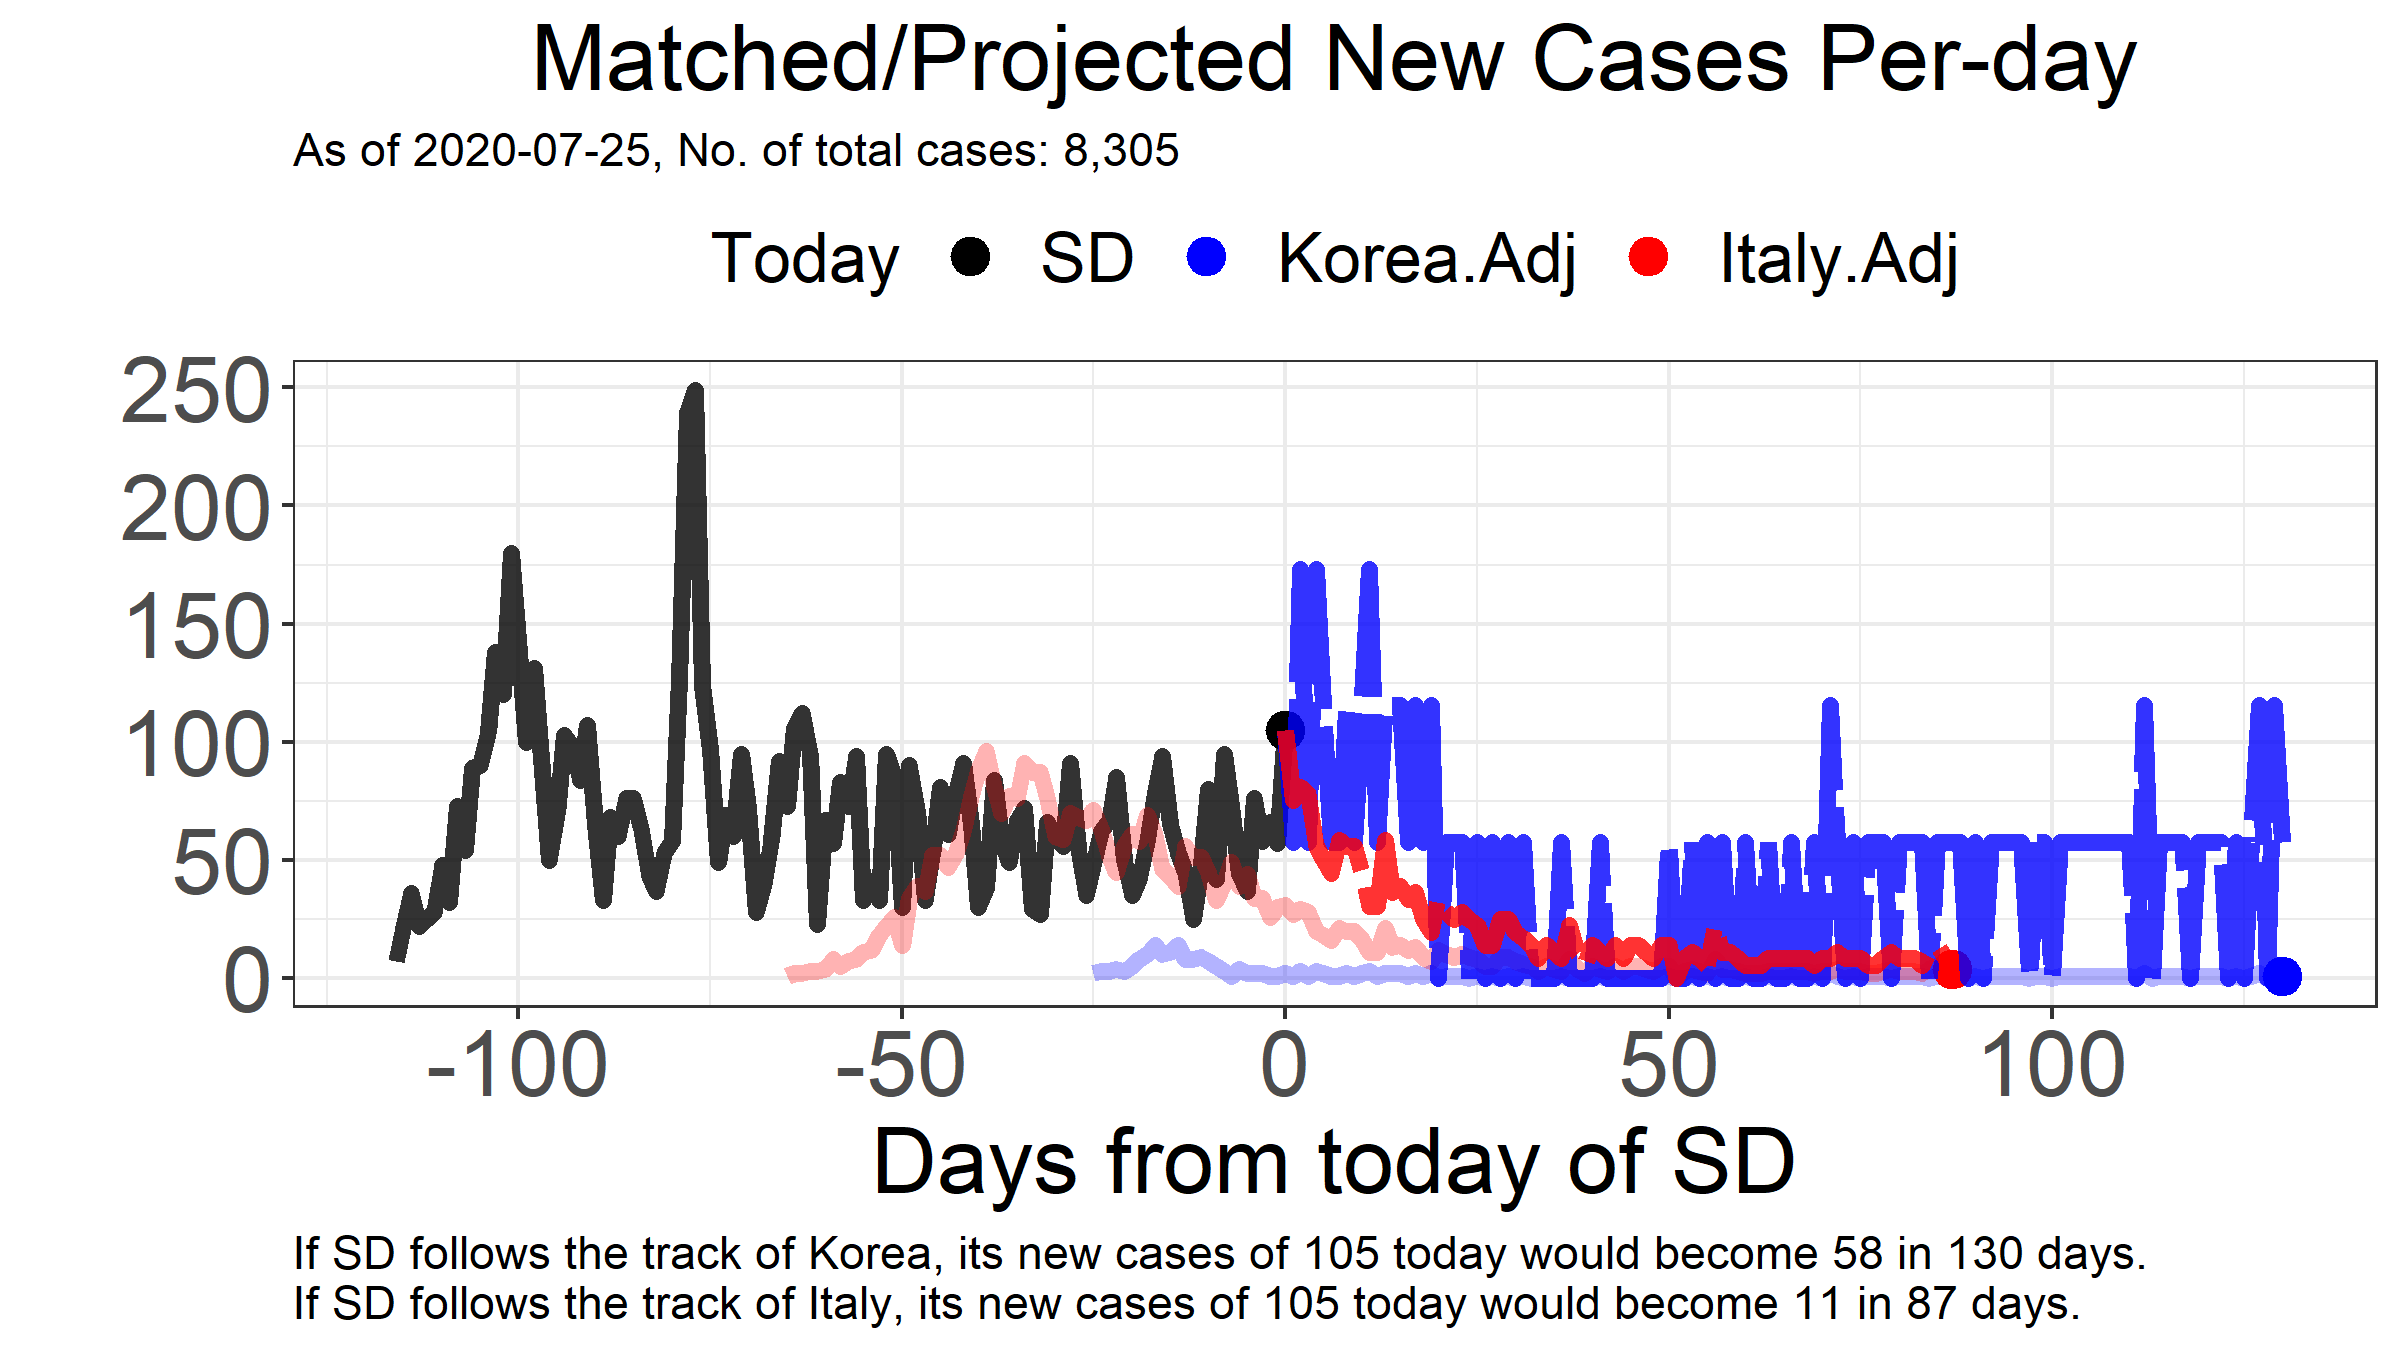 Matched/Projected New Cases Per-day
As of 2020-07-25, No. of total cases: 8,305
Today SD Korea.Adj Italy.Adj
250
200
150
100
50
0
-100 -50 0 50 100
Days from today of SD
If SD follows the track of Korea, its new cases of 105 today would become 58 in 130 days.
If SD follows the track of Italy, its new cases of 105 today would become 11 in 87 days.